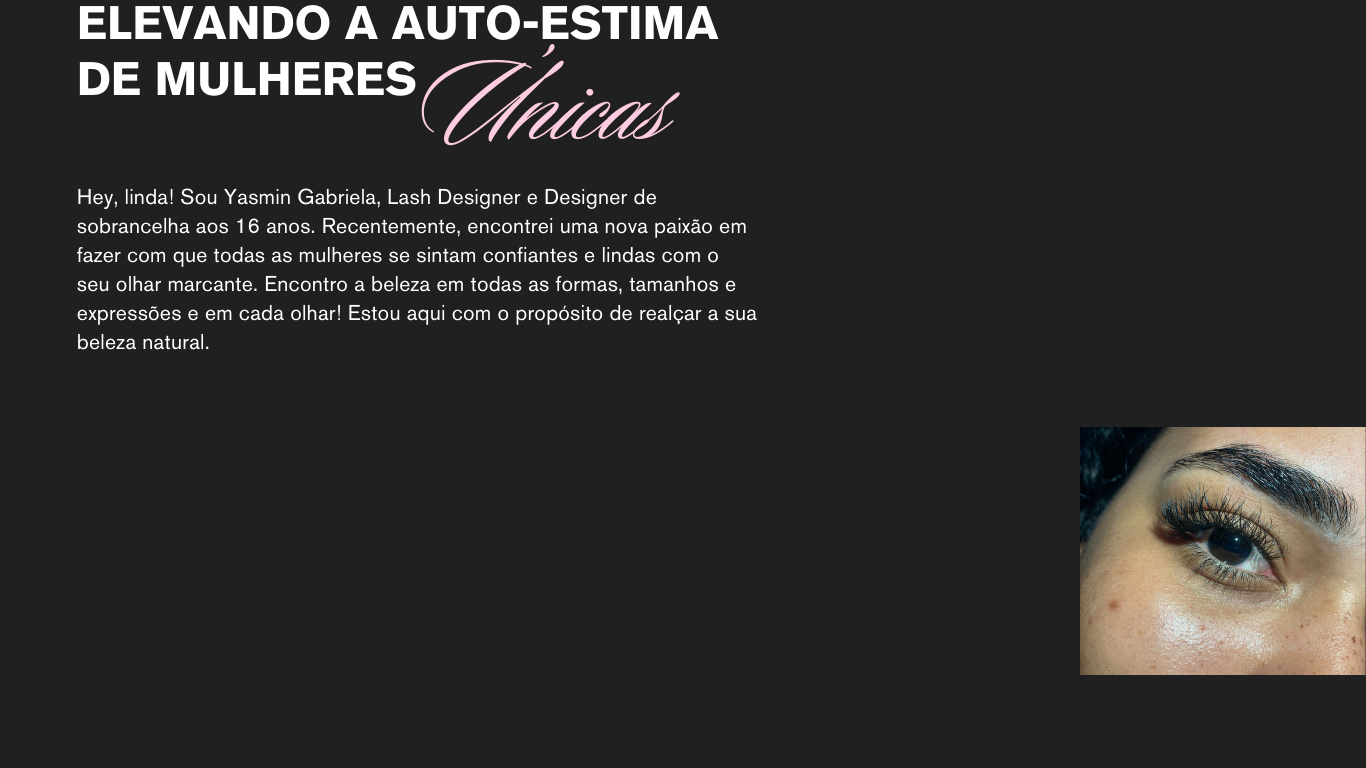 ELEVANDO A AUTO-ESTIMA
DE MULHERES Únicas
Hey, linda! Sou Yasmin Gabriela, Lash Designer e Designer de
sobrancelha aos 16 anos. Recentemente, encontrei uma nova paixão em
fazer com que todas as mulheres se sintam confiantes e lindas com o
seu olhar marcante. Encontro a beleza em todas as formas, tamanhos e
expressões e em cada olhar! Estou aqui com o propósito de realçar a sua
beleza natural.